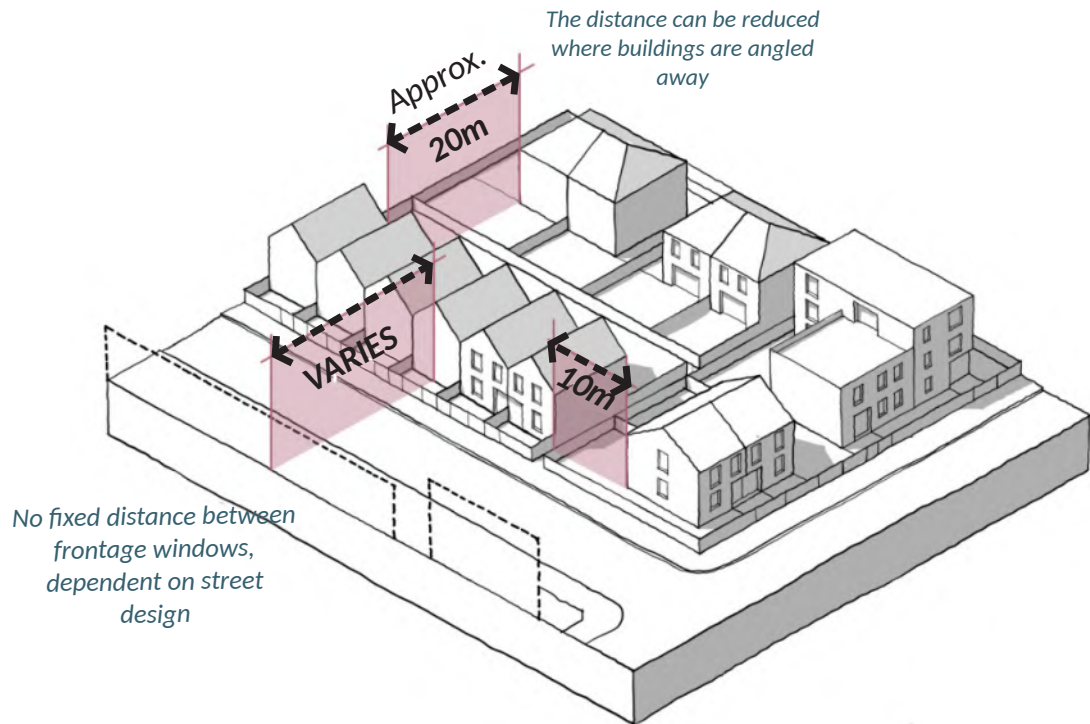 The distance can be reduced
where buildings are angled
away
Approx.
20m
VARIES
10m
No fixed distance between
frontage windows,
dependent on street
design